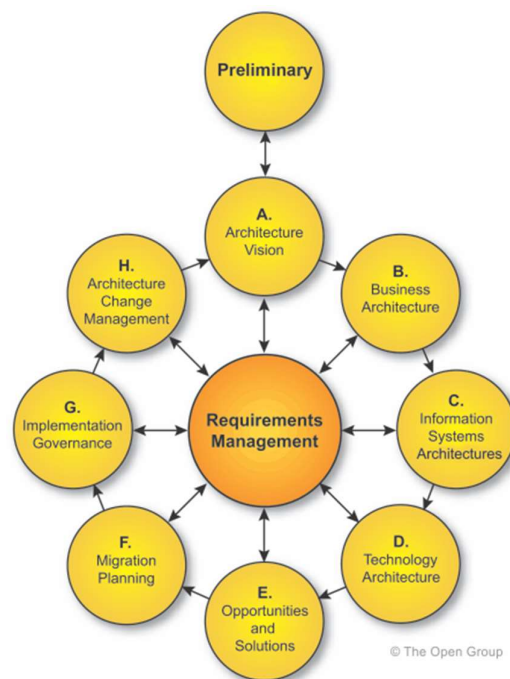 Preliminary
A.
Architecture
Vision
B.
Business
Architecture
C.
Information
Systems
Architectures
D.
Technology
Architecture
E.
Opportunities
and
Solutions
F.
Migration
Planning
G.
Implementation
Governance
H.
Architecture
Change
Management
Requirements
Management
© The Open Group